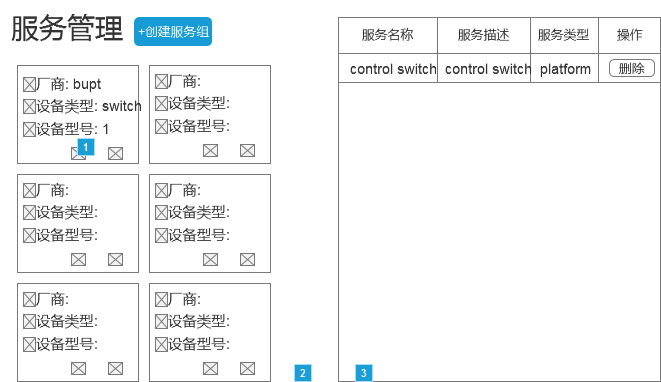 服务管理 +创建服务组
厂商: bupt
设备类型: switch
设备型号: 1
1
厂商:
设备类型:
设备型号:
厂商:
设备类型:
设备型号:
厂商:
设备类型:
设备型号:
厂商:
设备类型:
设备型号:
厂商:
设备类型:
设备型号:
2
服务名称 服务描述 服务类型 操作
control switch control switch platform 删除
3